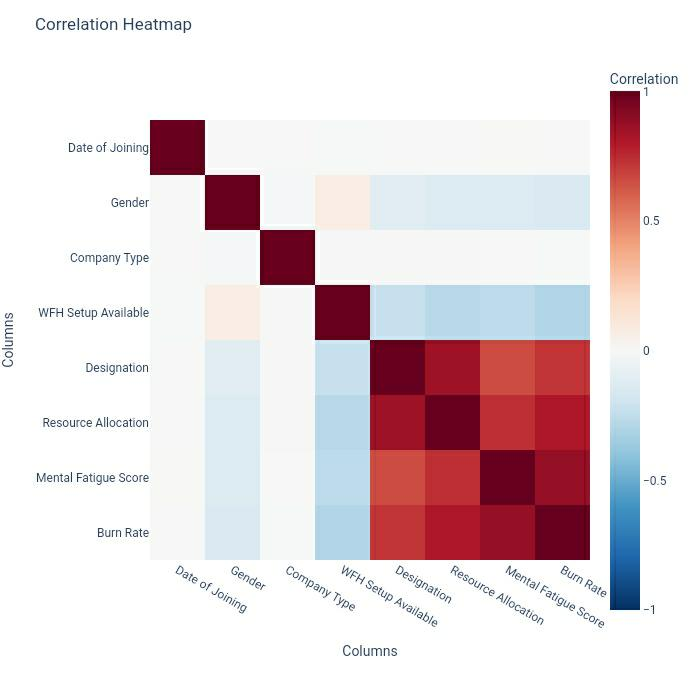 Correlation Heatmap
Correlation
1
0.5
0
−0.5
−1
Columns
Date of Joining
Gender
Company Type
WFH Setup Available
Designation
Resource Allocation
Mental Fatigue Score
Burn Rate
Date of Joining
Gender
Company Type
WFH Setup Available
Designation
Resource Allocation
Mental Fatigue Score
Burn Rate
Columns